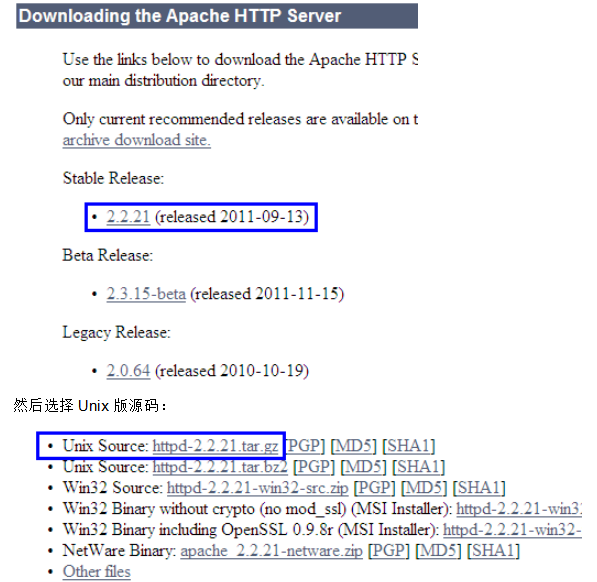 Downloading the Apache HTTP Server
Use the links below to download the Apache HTTP S
our main distribution directory.
Only current recommended releases are available on t
archive download site.
Stable Release:
• 2.2.21 (released 2011-09-13)
Beta Release:
• 2.3.15-beta (released 2011-11-15)
Legacy Release:
• 2.0.64 (released 2010-10-19)
然后选择 Unix 版源码：
• Unix Source: httpd-2.2.21.tar.gz [PGP] [MD5] [SHA1]
• Unix Source: httpd-2.2.21.tar.bz2 [PGP] [MD5] [SHA1]
• Win32 Source: httpd-2.2.21-win32-src.zip [PGP] [MD5] [SHA1]
• Win32 Binary without crypto (no mod_ssl) (MSI Installer): httpd-2.2.21-win32
• Win32 Binary including OpenSSL 0.9.8r (MSI Installer): httpd-2.2.21-win32-
• NetWare Binary: apache_2.2.21-netware.zip [PGP] [MD5] [SHA1]
• Other files